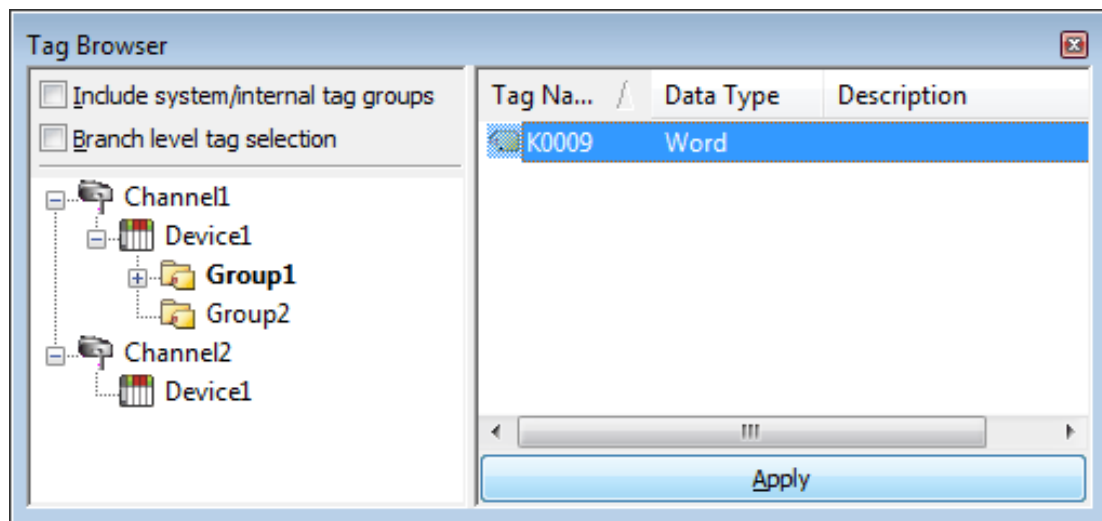 Tag Browser
Include system/internal tag groups
Branch level tag selection
Channel1
Device1
Group1
Group2
Channel2
Device1
Tag Na... Data Type Description
K0009 Word
Apply